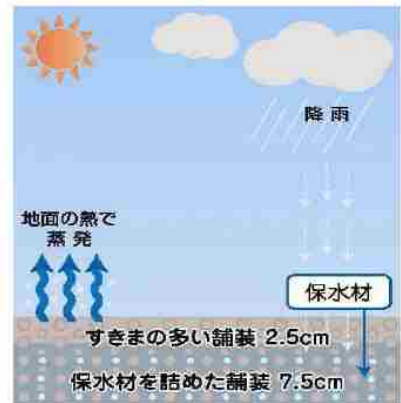 降雨
地面の熱で
蒸発
保水材
すきまの多い舗装 2.5cm
保水材を詰めた舗装 7.5cm